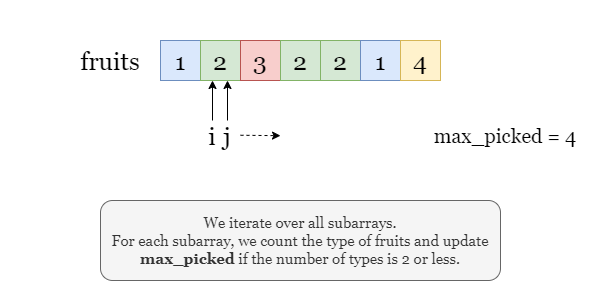 fruits 1 2 3 2 2 1 4
i j max_picked = 4
We iterate over all subarrays.
For each subarray, we count the type of fruits and update
max_picked if the number of types is 2 or less.